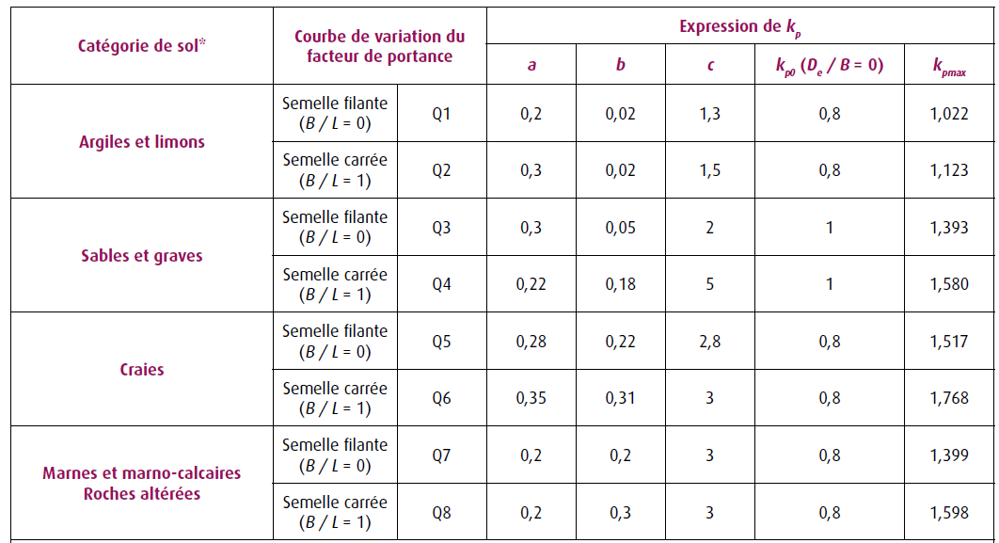 Catégorie de sol* Courbe de variation du facteur de portance Expression de kp
a b c kp0 (De / B = 0) kpmax
Argiles et limons
Semelle filante (B / L = 0) Q1 0,2 0,02 1,3 0,8 1,022
Semelle carrée (B / L = 1) Q2 0,3 0,02 1,5 0,8 1,123
Sables et graves
Semelle filante (B / L = 0) Q3 0,3 0,05 2 1 1,393
Semelle carrée (B / L = 1) Q4 0,22 0,18 5 1 1,580
Craies
Semelle filante (B / L = 0) Q5 0,28 0,22 2,8 0,8 1,517
Semelle carrée (B / L = 1) Q6 0,35 0,31 3 0,8 1,768
Marnes et marno-calcaires
Roches altérées
Semelle filante (B / L = 0) Q7 0,2 0,2 3 0,8 1,399
Semelle carrée (B / L = 1) Q8 0,2 0,3 3 0,8 1,598